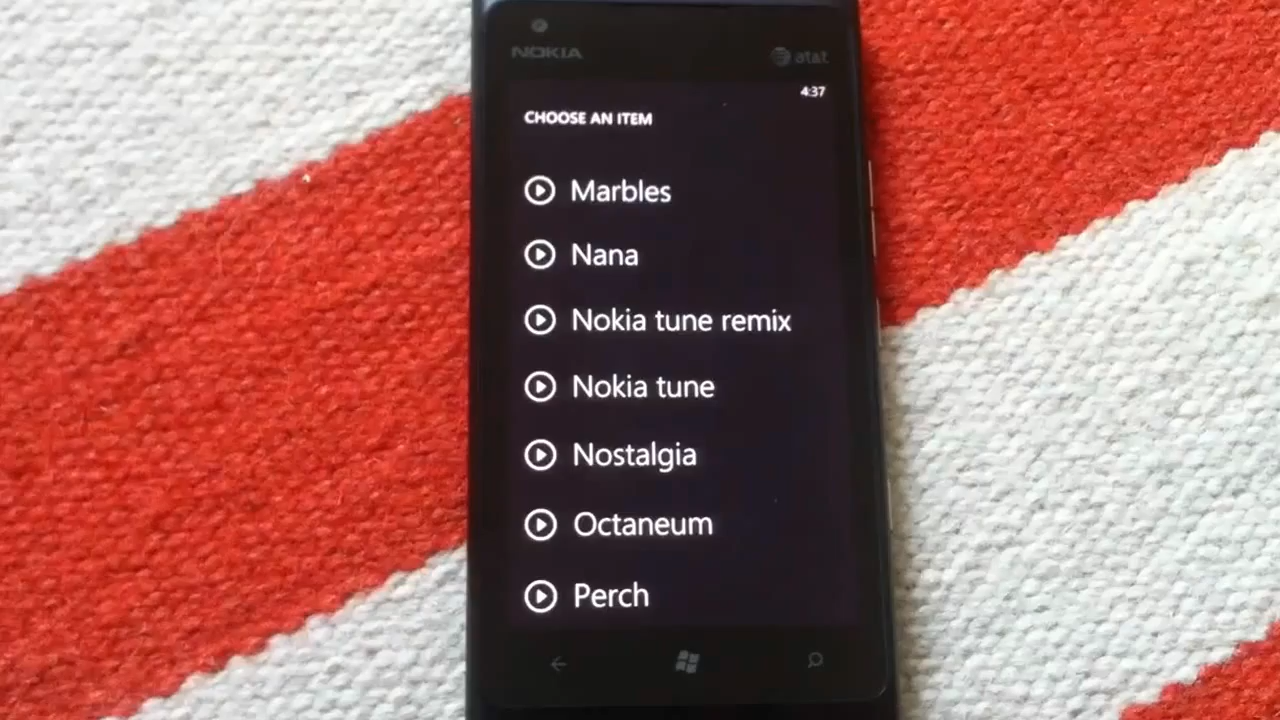 NOKIA
at&t
4:37
CHOOSE AN ITEM
Marbles
Nana
Nokia tune remix
Nokia tune
Nostalgia
Octaneum
Perch